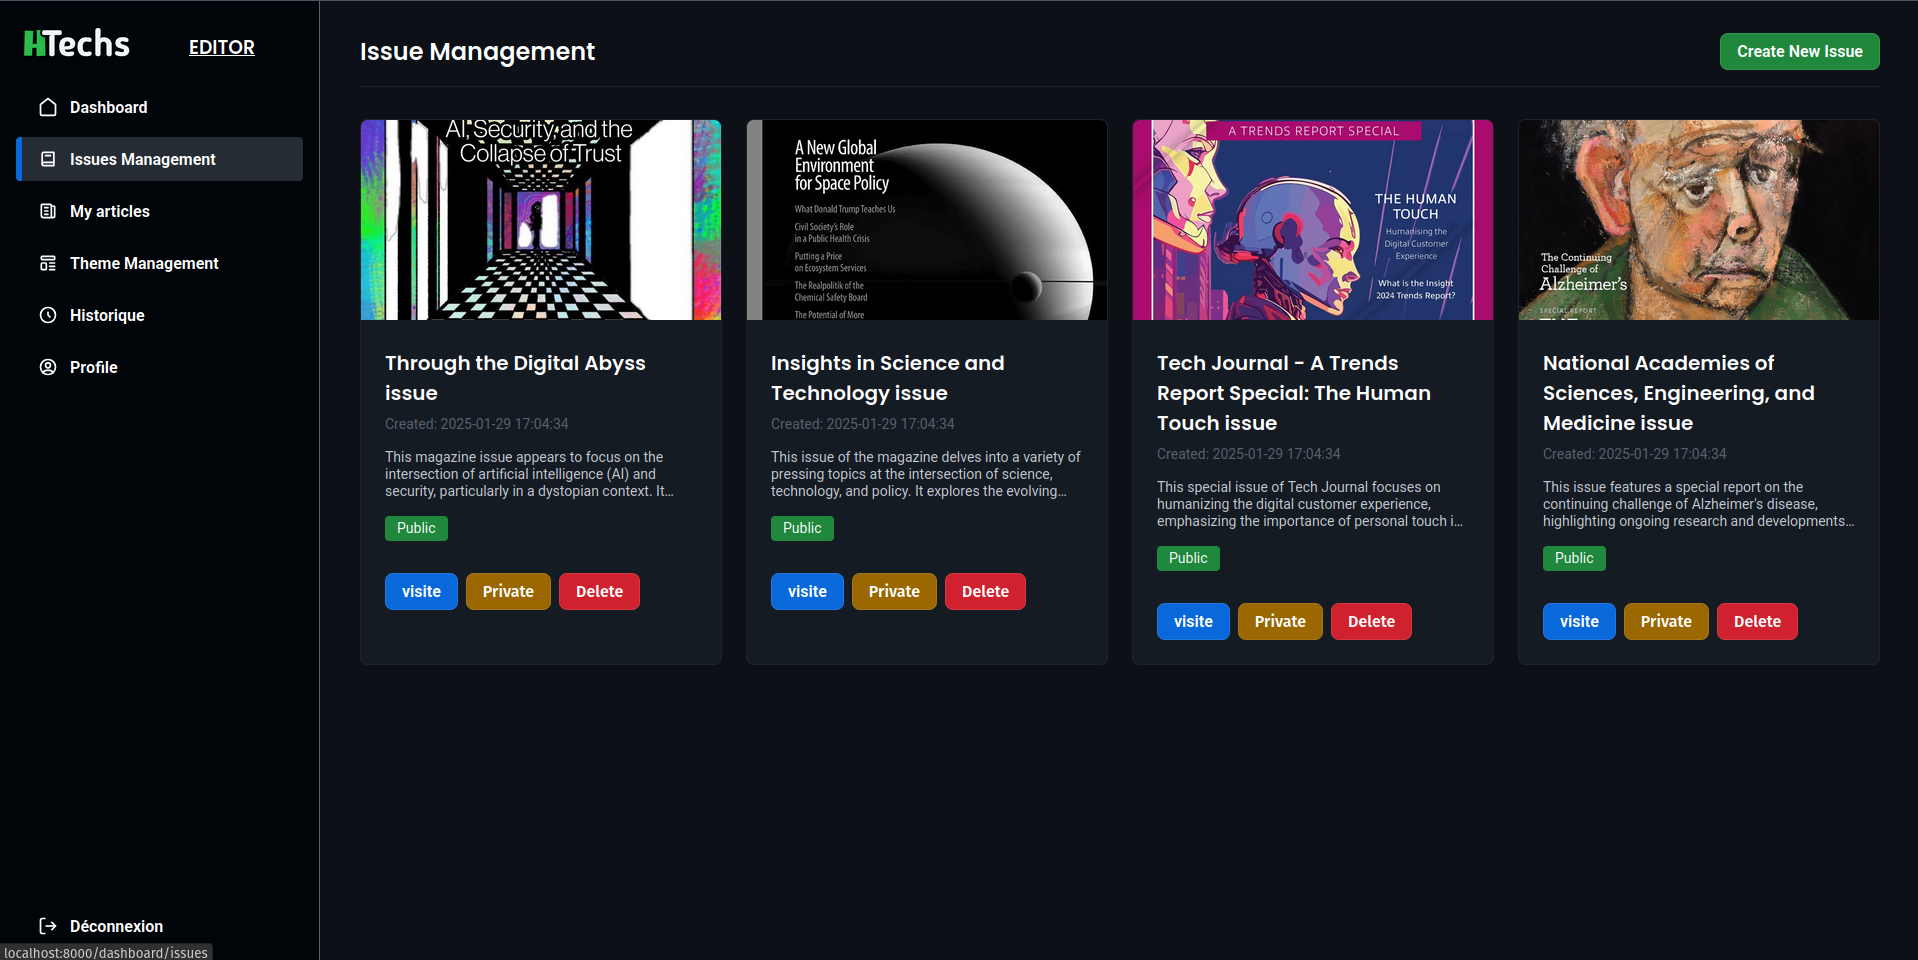 HTechs
EDITOR
Dashboard
Issues Management
My articles
Theme Management
Historique
Profile
Déconnexion
localhost:8000/dashboard/issues
Issue Management
Create New Issue
AI, Security, and the
Collapse of Trust
Through the Digital Abyss
issue
Created: 2025-01-29 17:04:34
This magazine issue appears to focus on the
intersection of artificial intelligence (AI) and
security, particularly in a dystopian context. It...
Public
visite
Private
Delete
A New Global
Environment
for Space Policy
What Donald Trump Teaches Us
Civil Society's Role
in a Public Health Crisis
Putting a Price
on Ecosystem Services
The Realpolitik of the
Chemical Safety Board
The Potential of More
Insights in Science and
Technology issue
Created: 2025-01-29 17:04:34
This issue of the magazine delves into a variety of
pressing topics at the intersection of science,
technology, and policy. It explores the evolving...
Public
visite
Private
Delete
A TRENDS REPORT SPECIAL
THE HUMAN
TOUCH
Humanising the
Digital Customer
Experience
What is the Insight
2024 Trends Report?
Tech Journal - A Trends
Report Special: The Human
Touch issue
Created: 2025-01-29 17:04:34
This special issue of Tech Journal focuses on
humanizing the digital customer experience,
emphasizing the importance of personal touch i...
Public
visite
Private
Delete
The Continuing
Challenge of
Alzheimer's
SPECIAL REPORT
National Academies of
Sciences, Engineering, and
Medicine issue
Created: 2025-01-29 17:04:34
This issue features a special report on the
continuing challenge of Alzheimer's disease,
highlighting ongoing research and developments...
Public
visite
Private
Delete